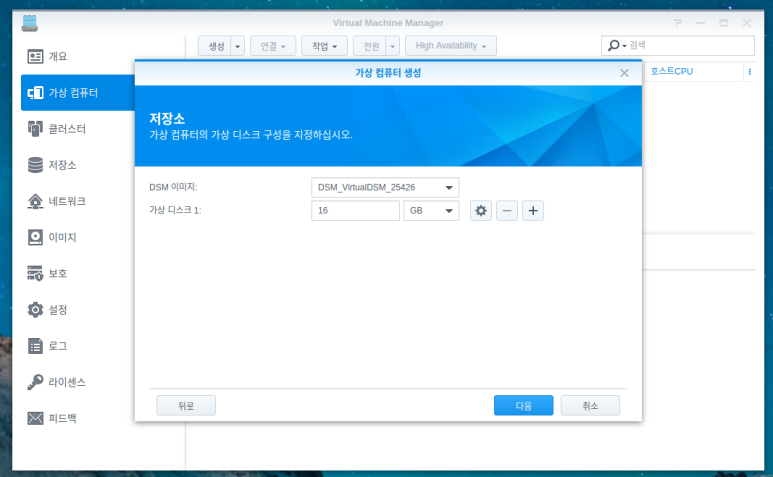 Virtual Machine Manager
개요
가상 컴퓨터
클러스터
저장소
네트워크
이미지
보호
설정
로그
라이센스
피드백
생성 연결 작업 전원 High Availability 검색
호스트CPU
가상 컴퓨터 생성
저장소
가상 컴퓨터의 가상 디스크 구성을 지정하십시오.
DSM 이미지: DSM_VirtualDSM_25426
가상 디스크 1: 16 GB
뒤로 다음 취소